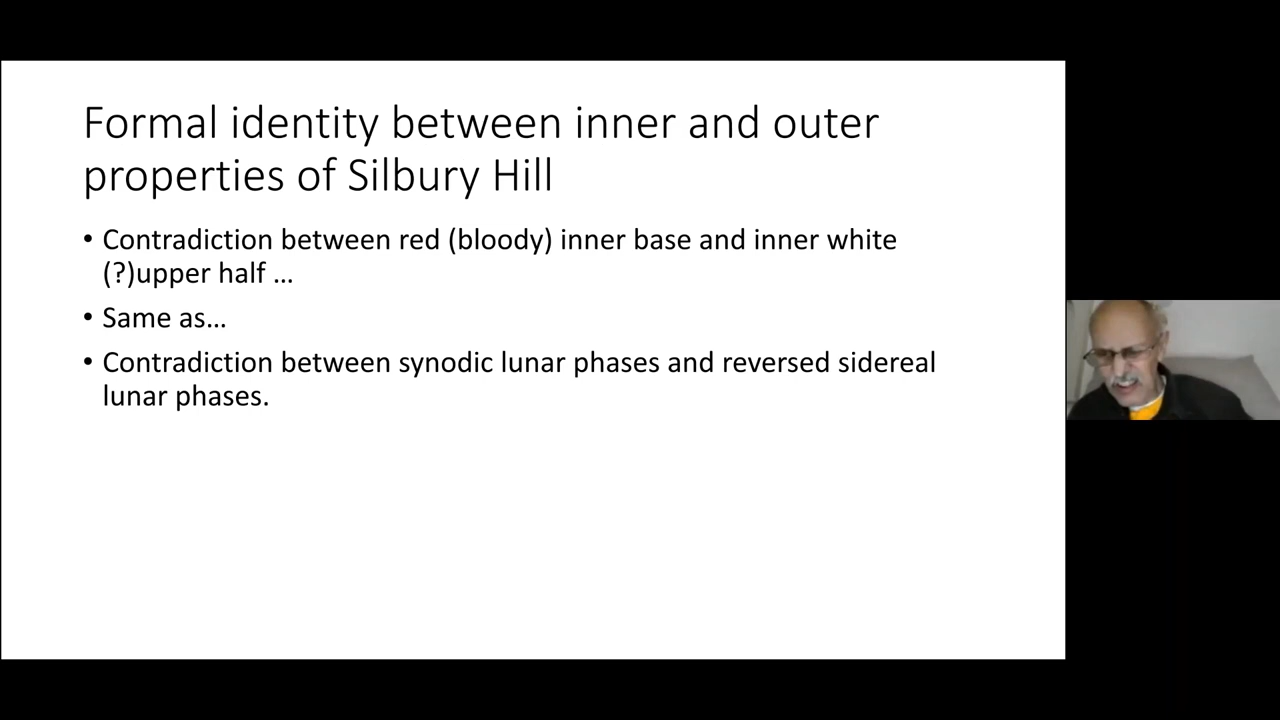 Formal identity between inner and outer
properties of Silbury Hill
• Contradiction between red (bloody) inner base and inner white
(?)upper half …
• Same as…
• Contradiction between synodic lunar phases and reversed sidereal
lunar phases.